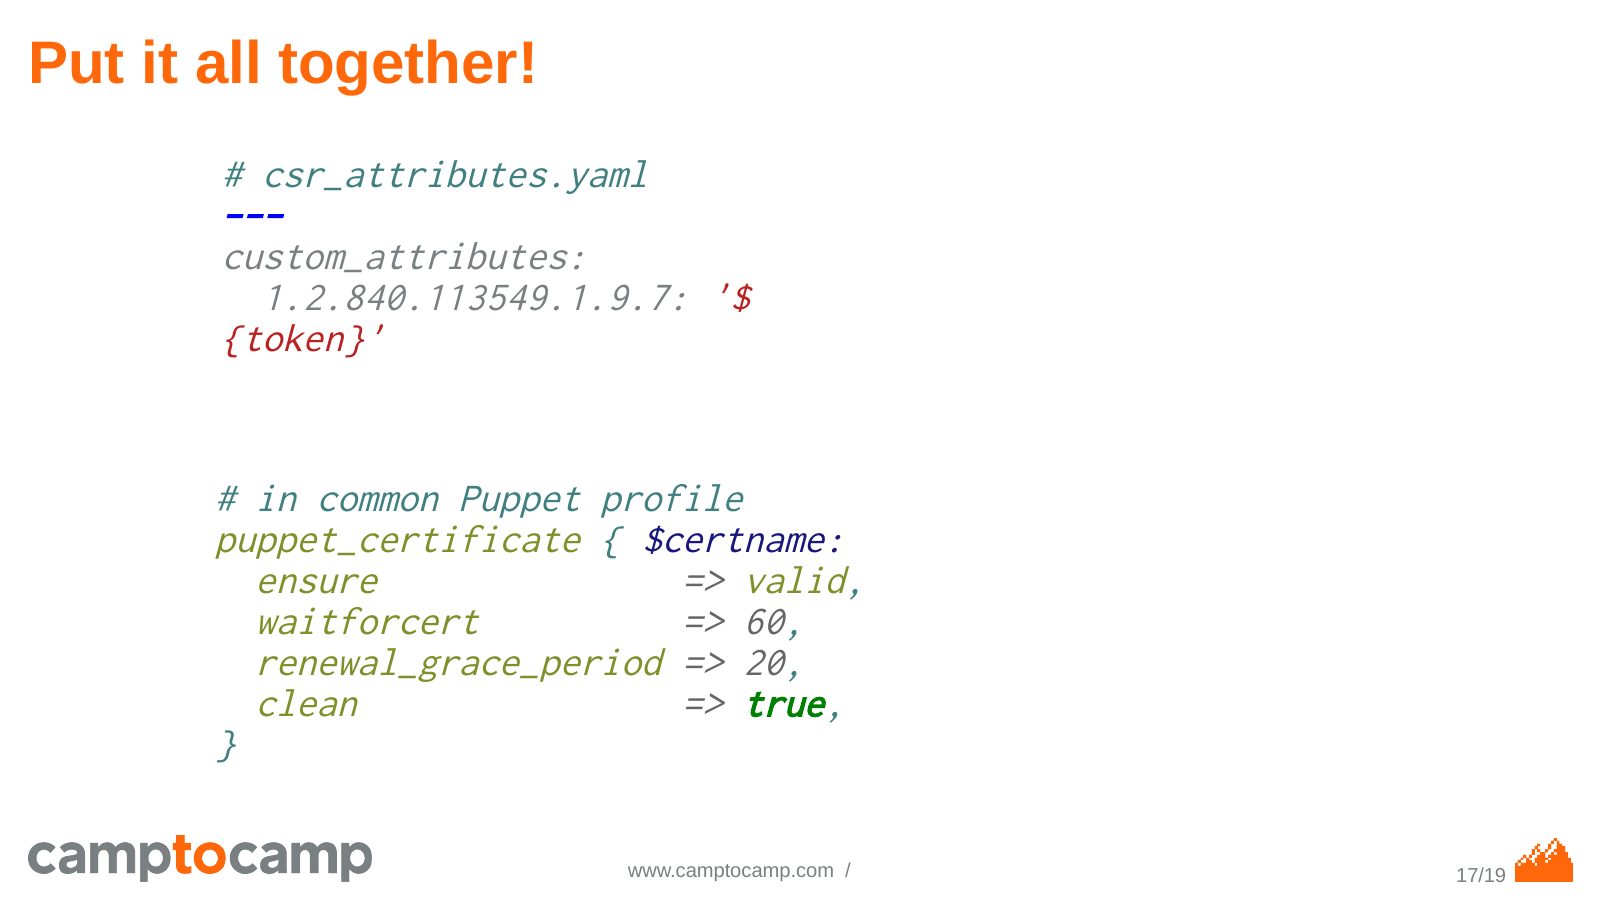 Put it all together!
# csr_attributes.yaml
---
custom_attributes:
  1.2.840.113549.1.9.7: '$
{token}'
# in common Puppet profile
puppet_certificate { $certname:
  ensure               => valid,
  waitforcert          => 60,
  renewal_grace_period => 20,
  clean                => true,
}
camptocamp
www.camptocamp.com /
17/19